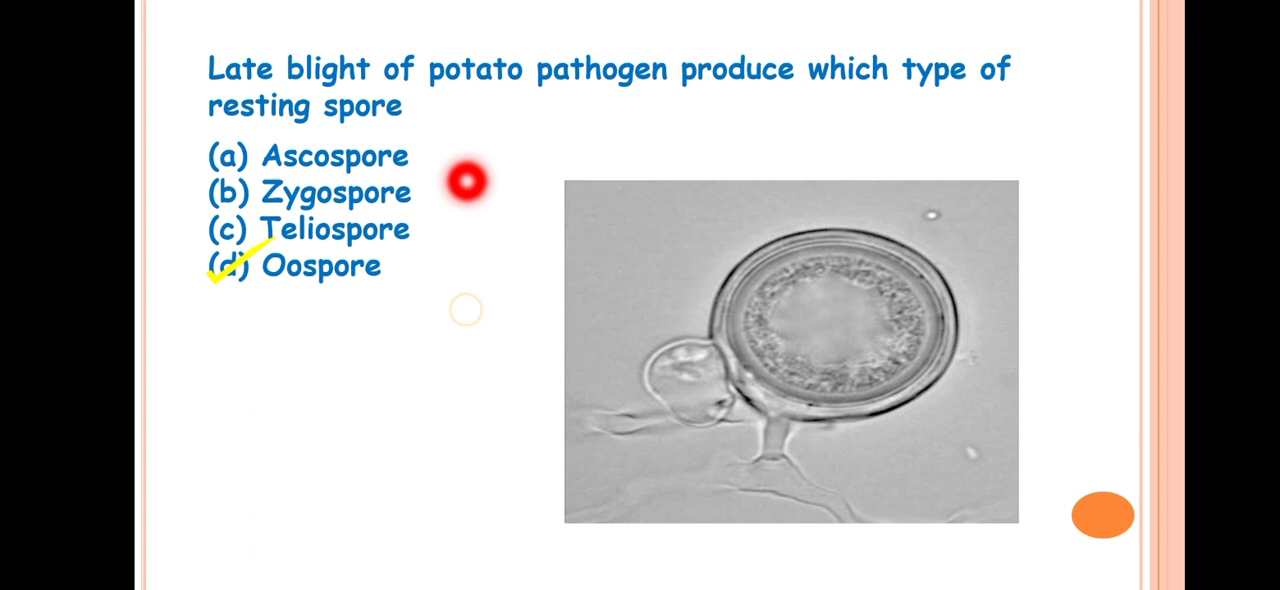 Late blight of potato pathogen produce which type of
resting spore
(a) Ascospore
(b) Zygospore
(c) Teliospore
(d) Oospore